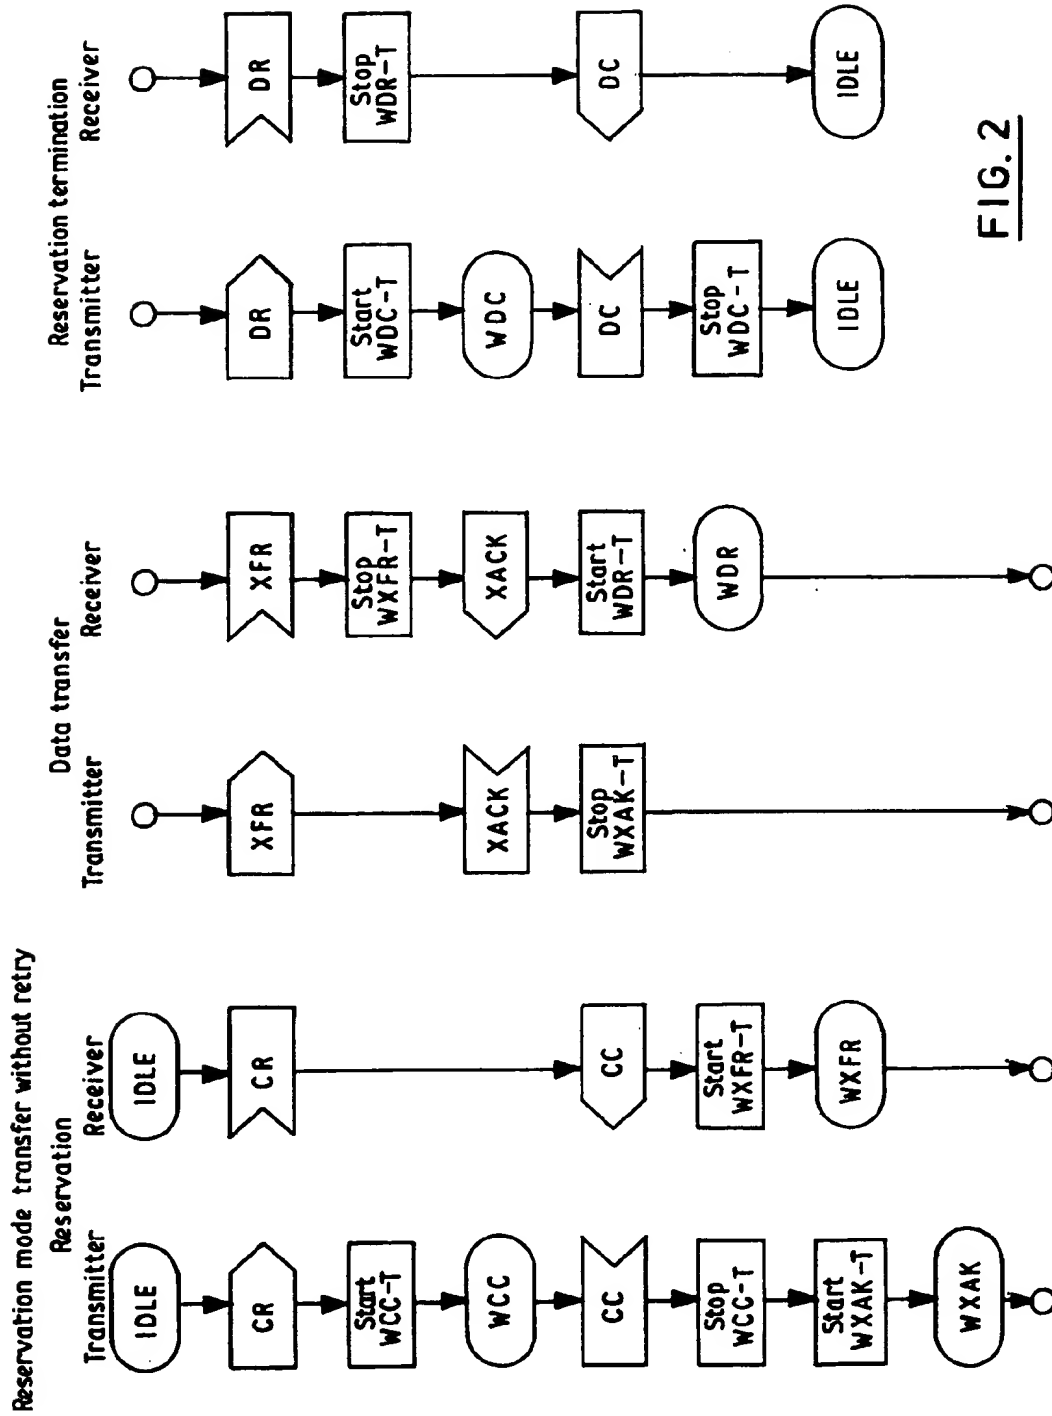 Reservation mode transfer without retry
Reservation
Transmitter
Receiver
IDLE
CR
Start
WCC-T
WCC
CC
Stop
WCC-T
Start
WXAK-T
WXAK
IDLE
CR
CC
Start
WXFR-T
WXFR
Data transfer
Transmitter
Receiver
XFR
XACK
Stop
WXAK-T
XFR
Stop
WXFR-T
XACK
Start
WDR-T
WDR
Reservation termination
Transmitter
Receiver
DR
Start
WDC-T
WDC
DC
Stop
WDC-T
IDLE
DR
Stop
WDR-T
DC
IDLE
FIG. 2